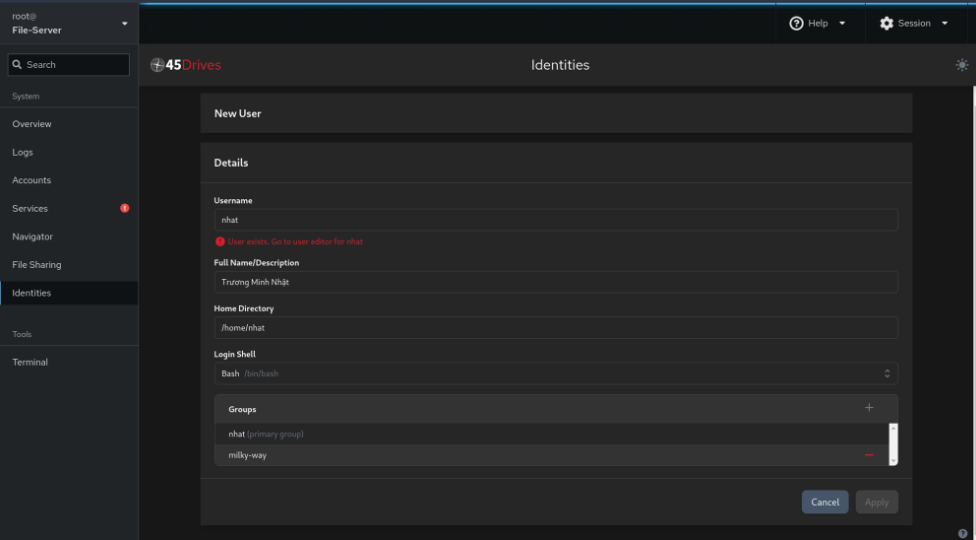 root@
File-Server
Help
Session
Search
45Drives
Identities
System
Overview
Logs
Accounts
Services
Navigator
File Sharing
Identities
Tools
Terminal
New User
Details
Username
nhat
User exists. Go to user editor for nhat
Full Name/Description
Trương Minh Nhật
Home Directory
/home/nhat
Login Shell
Bash /bin/bash
Groups
nhat (primary group)
milky-way
Cancel
Apply